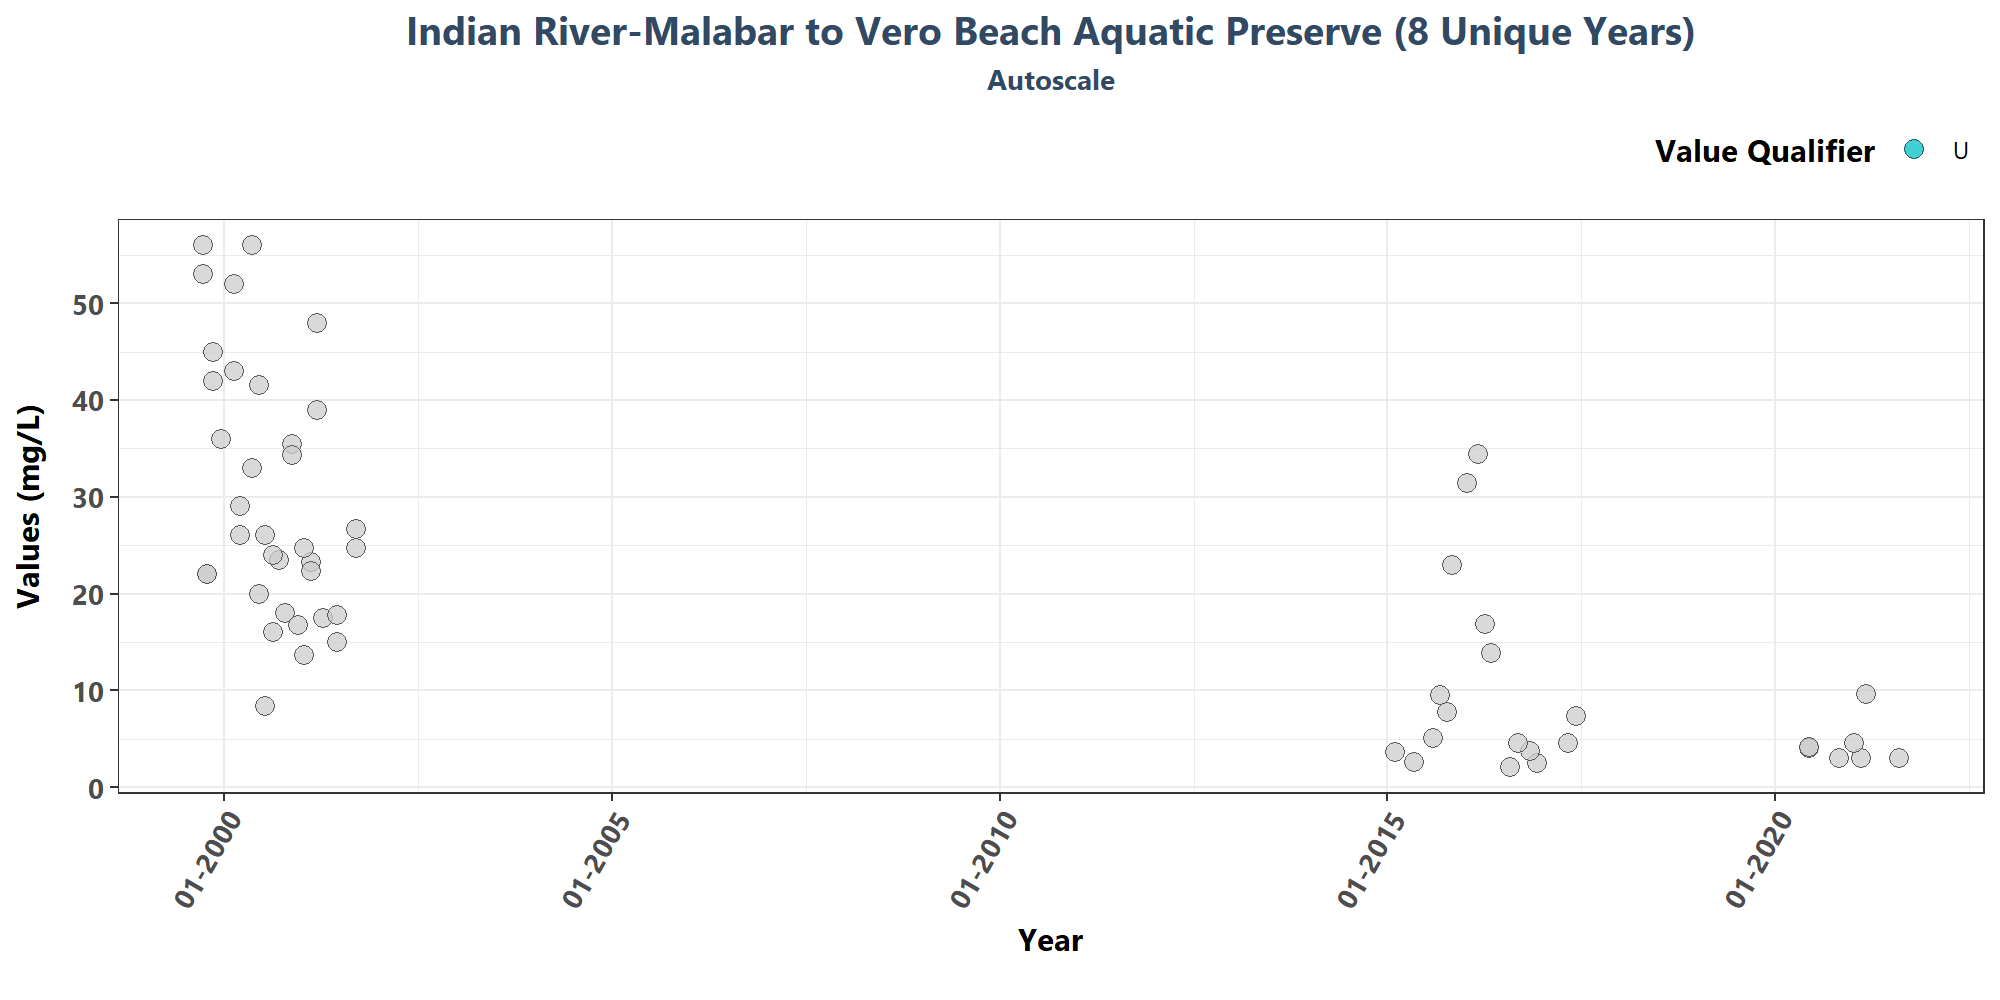 Indian River-Malabar to Vero Beach Aquatic Preserve (8 Unique Years)
Autoscale
Value Qualifier U
Values (mg/L)
50
40
30
20
10
0
01-2000 01-2005 01-2010 01-2015 01-2020
Year